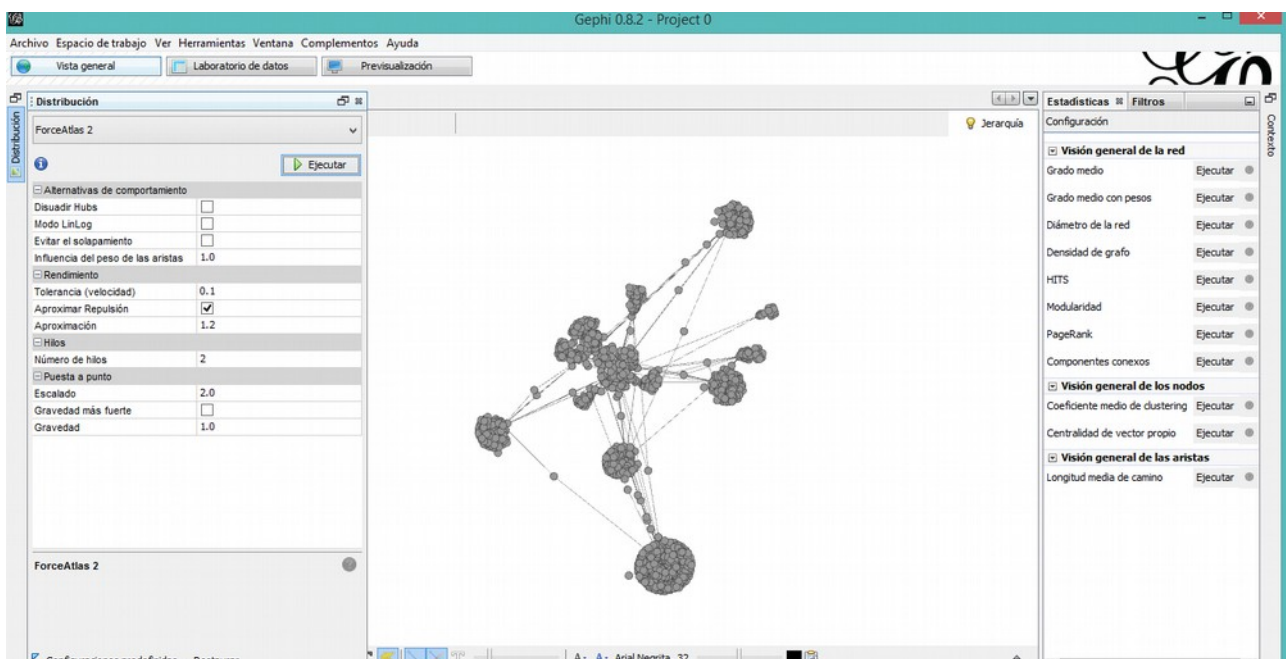 Gephi 0.8.2 - Project 0
Archivo Espacio de trabajo Ver Herramientas Ventana Complementos Ayuda
Vista general Laboratorio de datos Previsualización
Distribución
Distribución
ForceAtlas 2
Ejecutar
Alternativas de comportamiento
Disuadir Hubs
Modo LinLog
Evitar el solapamiento
Influencia del peso de las aristas 1.0
Rendimiento
Tolerancia (velocidad) 0.1
Aproximar Repulsión
Aproximación 1.2
Hilos
Número de hilos 2
Puesta a punto
Escalado 2.0
Gravedad más fuerte
Gravedad 1.0
ForceAtlas 2
Configuraciones predefinidas... Restaurar
Jerarquía
Arial Negrita, 32
Estadísticas Filtros
Configuración
Visión general de la red
Grado medio Ejecutar
Grado medio con pesos Ejecutar
Diámetro de la red Ejecutar
Densidad de grafo Ejecutar
HITS Ejecutar
Modularidad Ejecutar
PageRank Ejecutar
Componentes conexos Ejecutar
Visión general de los nodos
Coeficiente medio de clustering Ejecutar
Centralidad de vector propio Ejecutar
Visión general de las aristas
Longitud media de camino Ejecutar
Contexto